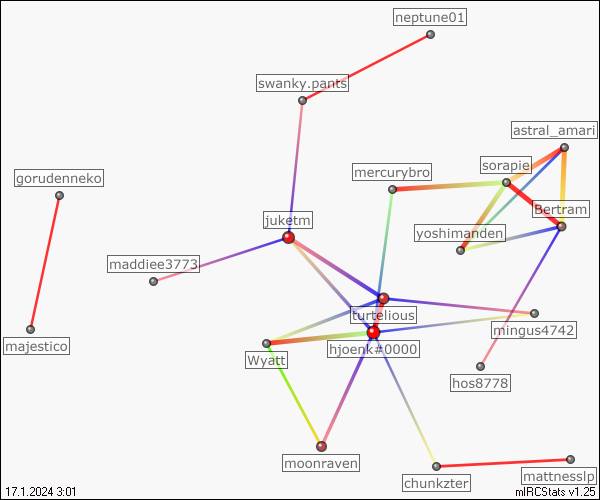 neptune01
swanky.pants
astral_amari
sorapie
mercurybro
gorudenneko
Bertram
juketm
yoshimanden
maddiee3773
turtelious
mingus4742
majestico
hjoenk#0000
Wyatt
hos8778
moonraven
mattnesslp
chunkzter
17.1.2024 3:01
mIRCStats v1.25